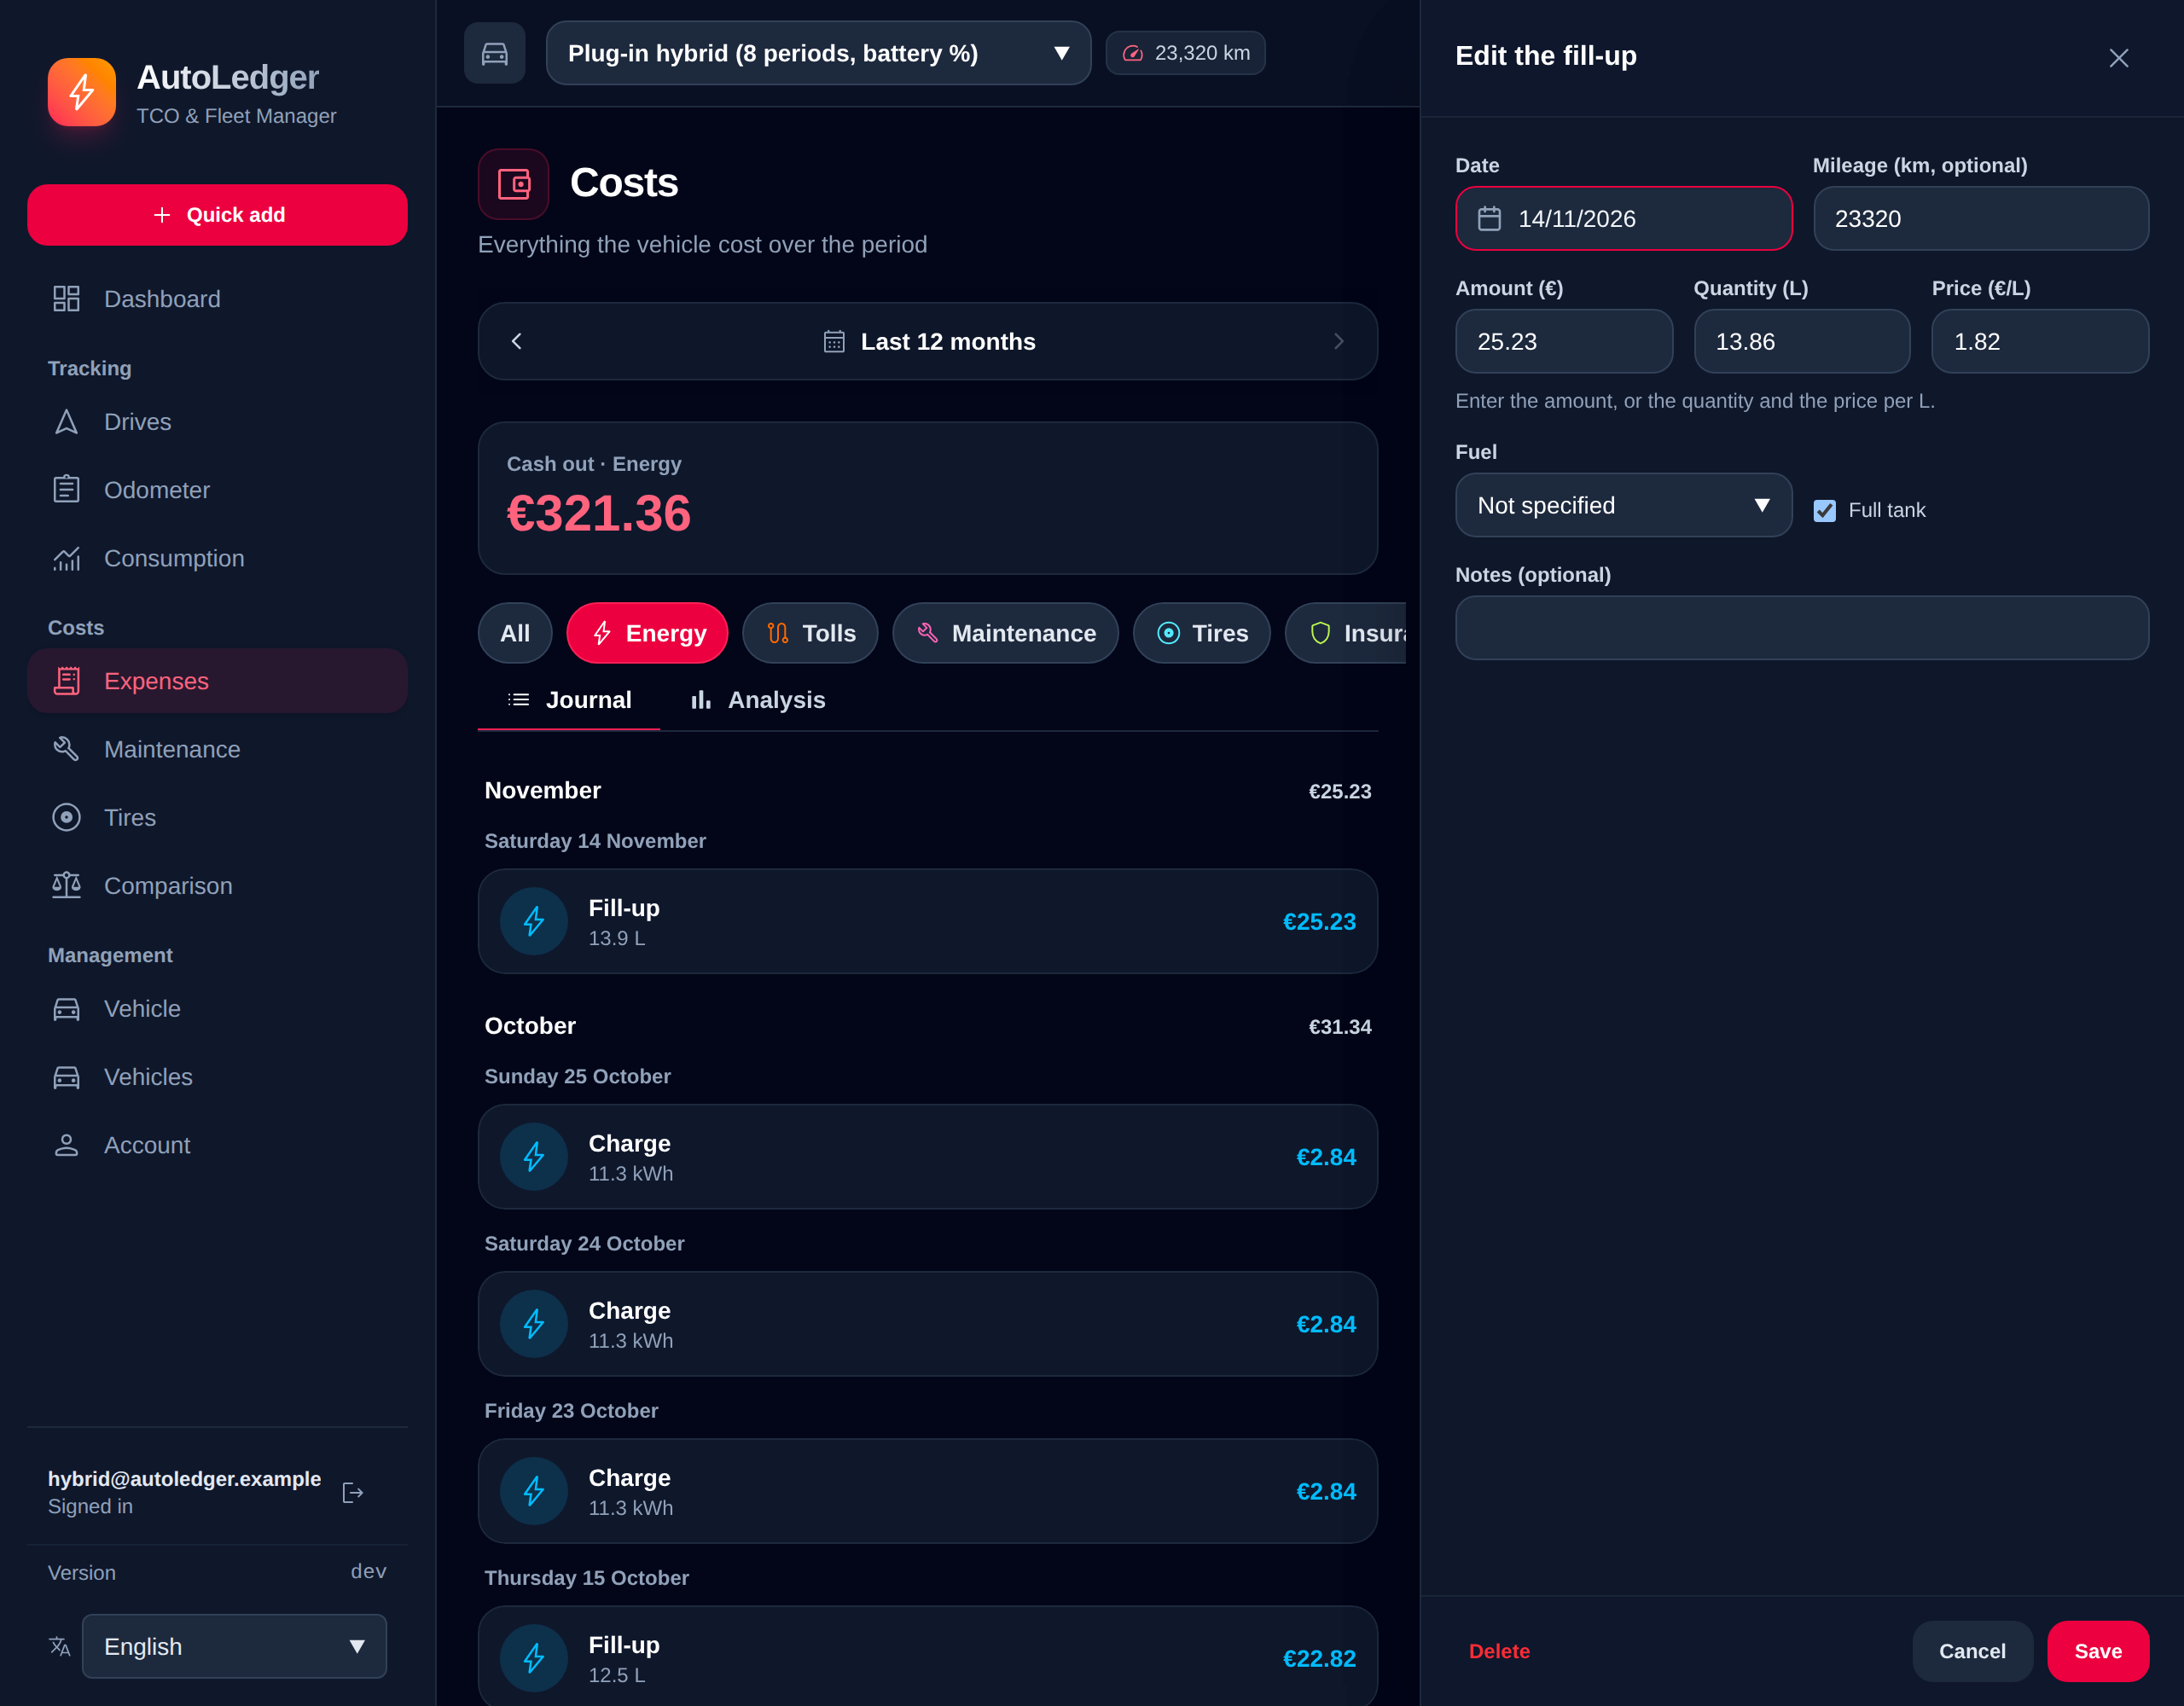 AutoLedger
TCO & Fleet Manager
Quick add
Dashboard
Tracking
Drives
Odometer
Consumption
Costs
Expenses
Maintenance
Tires
Comparison
Management
Vehicle
Vehicles
Account
hybrid@autoledger.example
Signed in
Version dev
English
Plug-in hybrid (8 periods, battery %)
23,320 km
Costs
Everything the vehicle cost over the period
Last 12 months
Cash out · Energy
€321.36
All Energy Tolls Maintenance Tires Insura
Journal Analysis
November €25.23
Saturday 14 November
Fill-up
13.9 L
€25.23
October €31.34
Sunday 25 October
Charge
11.3 kWh
€2.84
Saturday 24 October
Charge
11.3 kWh
€2.84
Friday 23 October
Charge
11.3 kWh
€2.84
Thursday 15 October
Fill-up
12.5 L
€22.82
Edit the fill-up
Date Mileage (km, optional)
14/11/2026 23320
Amount (€) Quantity (L) Price (€/L)
25.23 13.86 1.82
Enter the amount, or the quantity and the price per L.
Fuel
Not specified Full tank
Notes (optional)
Delete Cancel Save